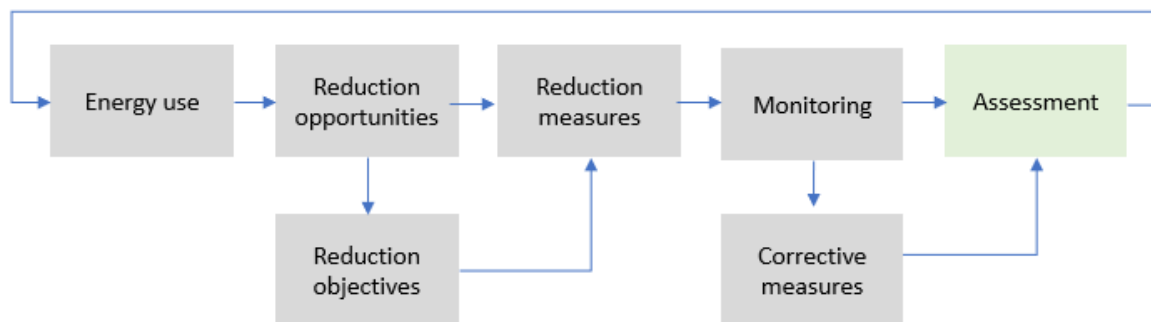 Energy use
Reduction
opportunities
Reduction
measures
Monitoring
Assessment
Reduction
objectives
Corrective
measures